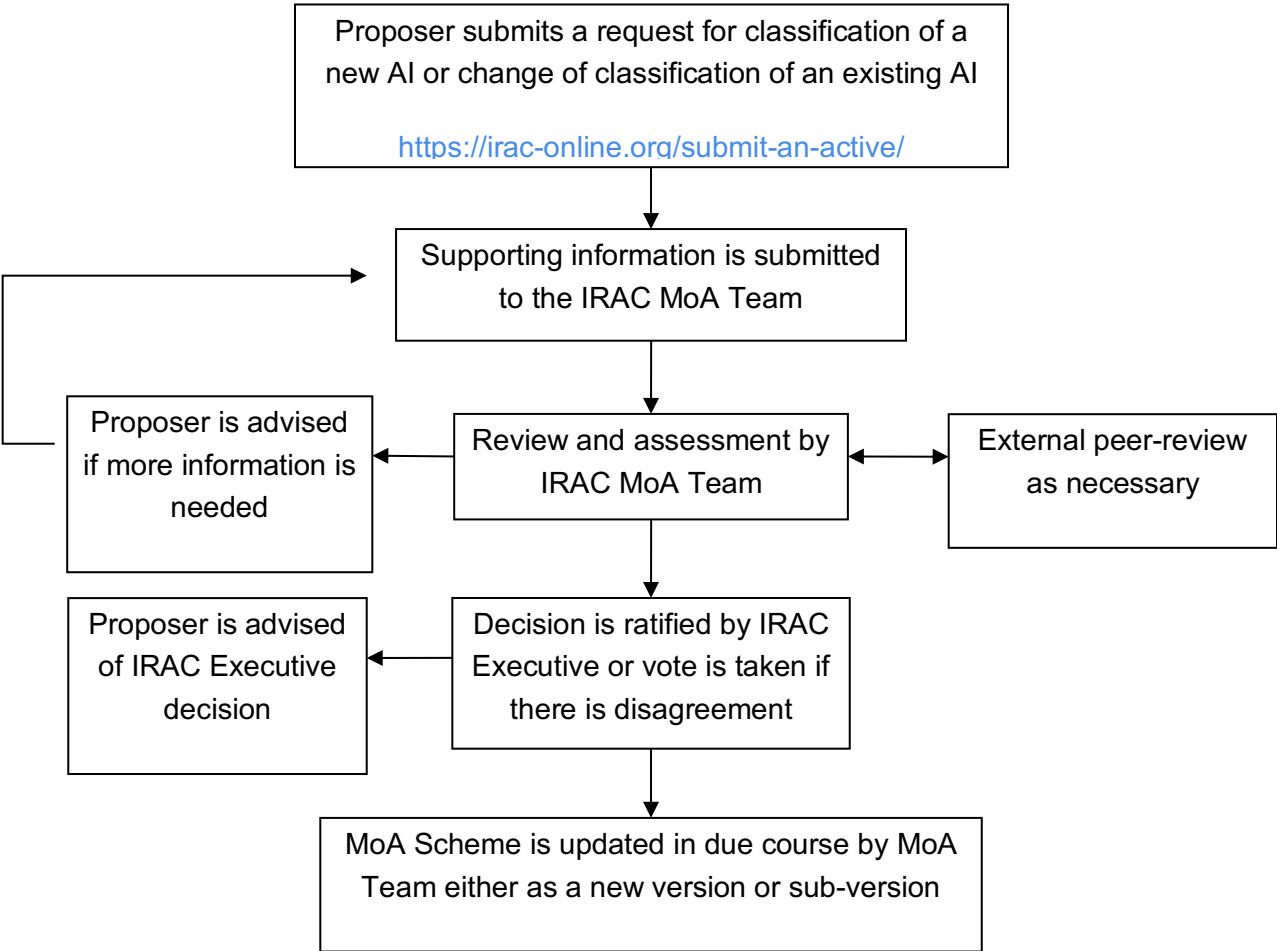 Proposer submits a request for classification of a
new AI or change of classification of an existing AI
https://irac-online.org/submit-an-active/
Supporting information is submitted
to the IRAC MoA Team
Proposer is advised
if more information is
needed
Review and assessment by
IRAC MoA Team
External peer-review
as necessary
Proposer is advised
of IRAC Executive
decision
Decision is ratified by IRAC
Executive or vote is taken if
there is disagreement
MoA Scheme is updated in due course by MoA
Team either as a new version or sub-version